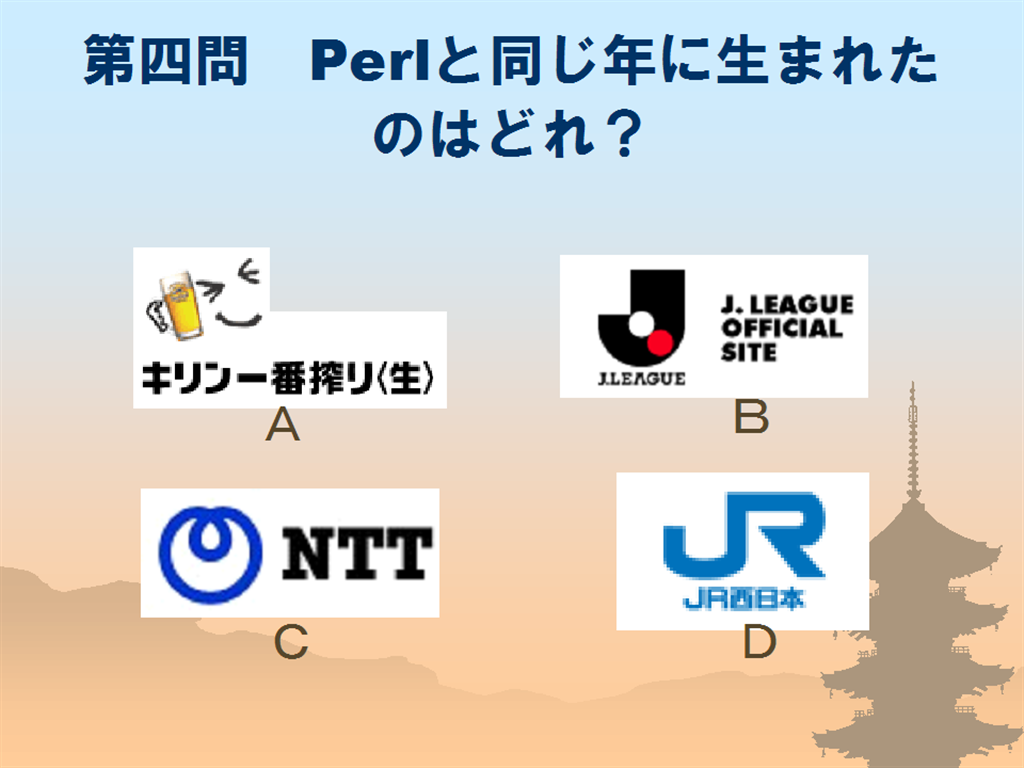 第四問　Perlと同じ年に生まれた
のはどれ？
キリン一番搾り〈生〉
A
J.LEAGUE
J. LEAGUE
OFFICIAL
SITE
B
NTT
C
JR
JR西日本
D